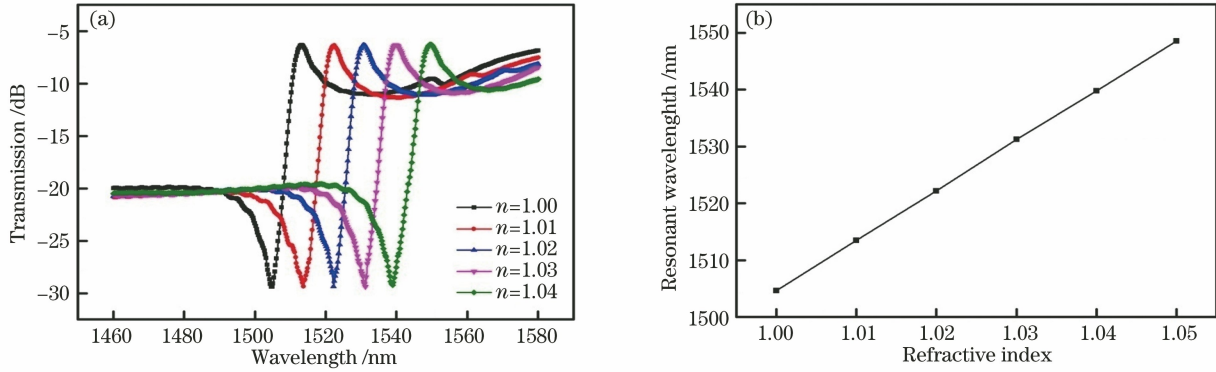 (a)
−5
−10
−15
−20
−25
−30
Transmission /dB
n=1.00
n=1.01
n=1.02
n=1.03
n=1.04
1460 1480 1500 1520 1540 1560 1580
Wavelength /nm
(b)
1550
1540
1530
1520
1510
1500
Resonant wavelenghth /nm
1.00 1.01 1.02 1.03 1.04 1.05
Refractive index